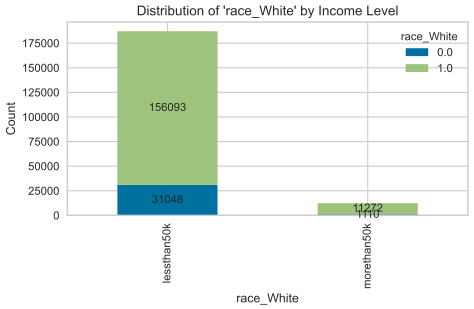 Distribution of 'race_White' by Income Level
race_White
0.0
1.0
Count
175000
150000
125000
100000
75000
50000
25000
0
156093
31048
11272
1110
lessthan50k
morethan50k
race_White